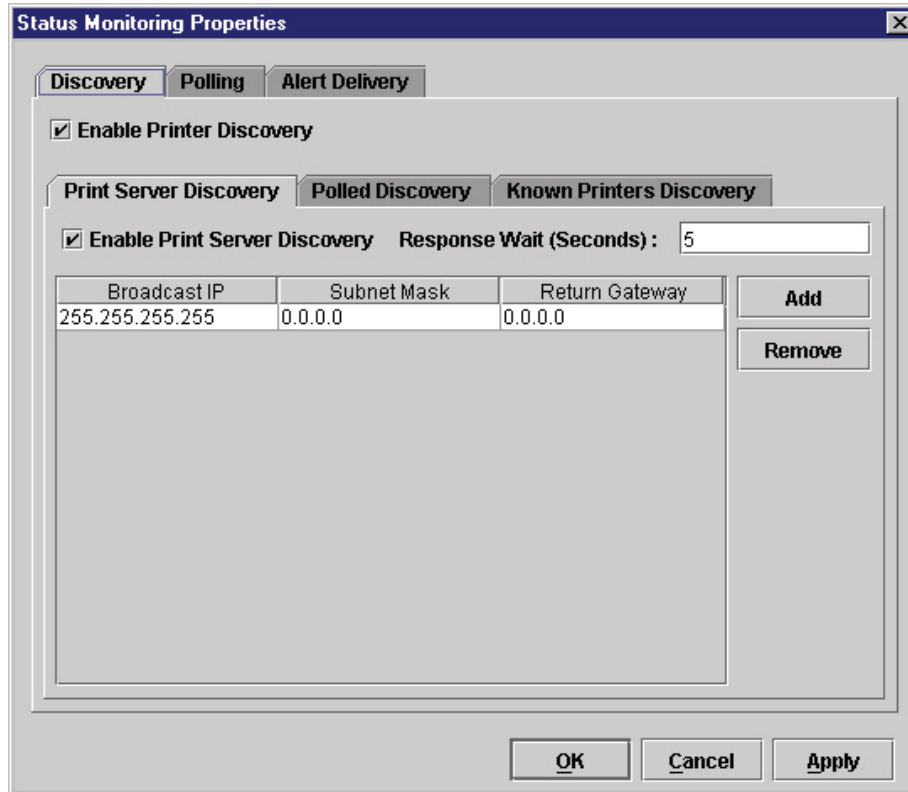 Status Monitoring Properties
Discovery Polling Alert Delivery
Enable Printer Discovery
Print Server Discovery Polled Discovery Known Printers Discovery
Enable Print Server Discovery Response Wait (Seconds) : 5
Broadcast IP Subnet Mask Return Gateway Add
255.255.255.255 0.0.0.0 0.0.0.0
Remove
OK Cancel Apply